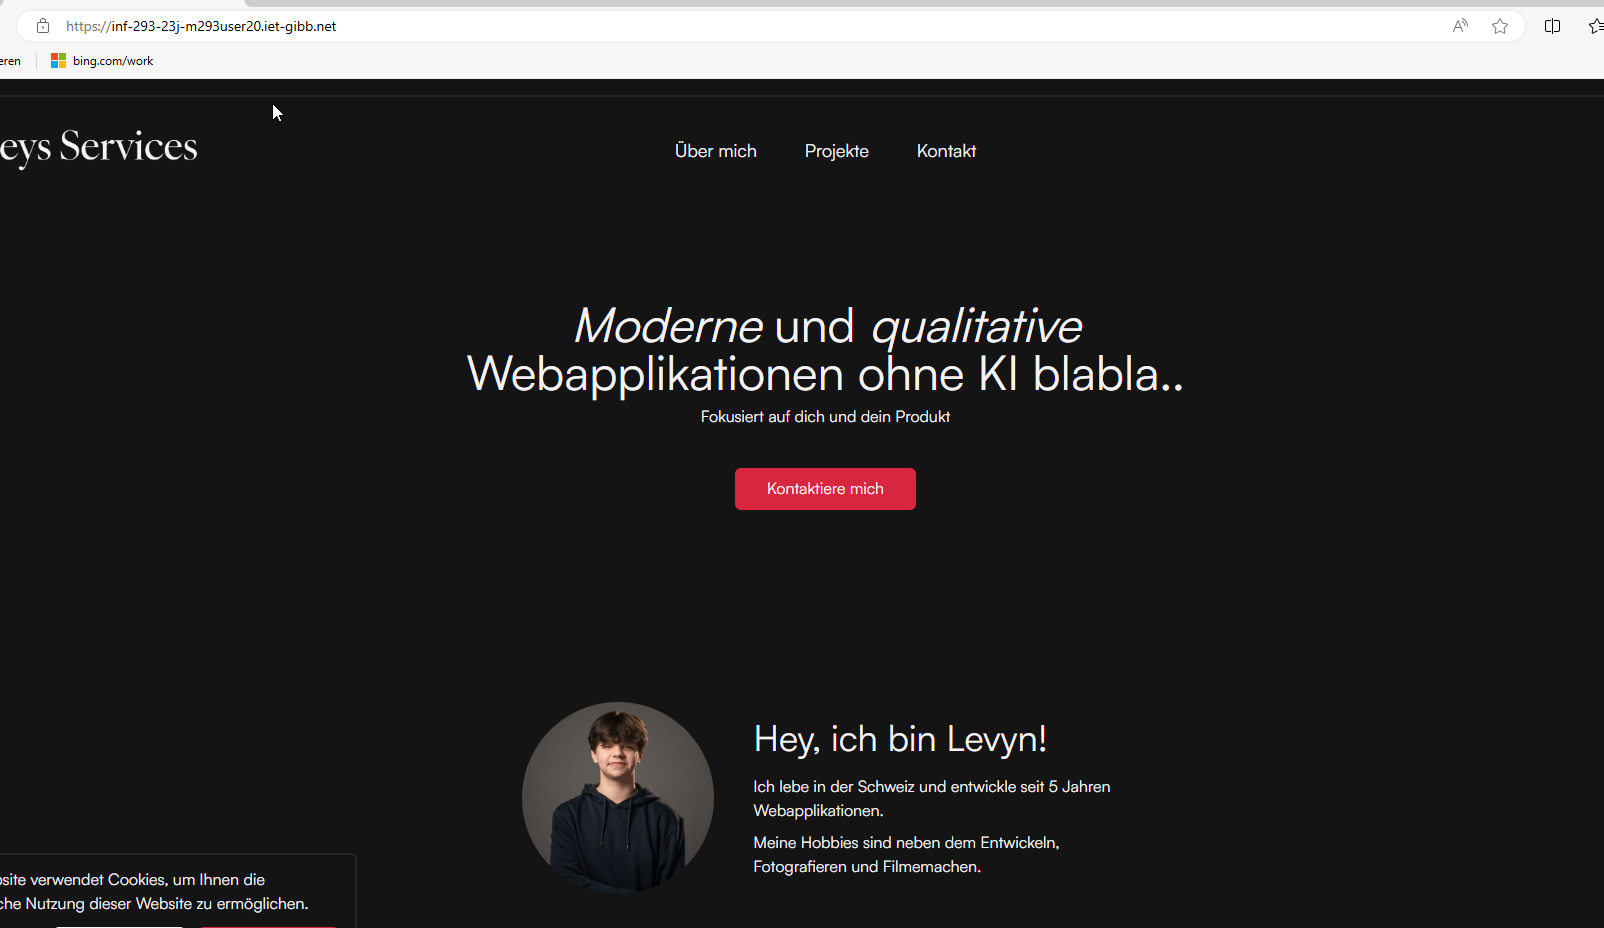 https://inf-293-23j-m293user20.iet-gibb.net
eren
bing.com/work
eys Services
Über mich
Projekte
Kontakt
Moderne und qualitative
Webapplikationen ohne KI blabla..
Fokusiert auf dich und dein Produkt
Kontaktiere mich
Hey, ich bin Levyn!
Ich lebe in der Schweiz und entwickle seit 5 Jahren
Webapplikationen.
Meine Hobbies sind neben dem Entwickeln,
Fotografieren und Filmemachen.
site verwendet Cookies, um Ihnen die
che Nutzung dieser Website zu ermöglichen.